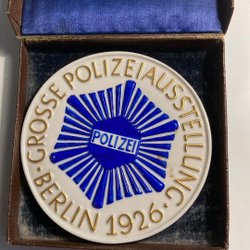 GROSSE POLIZEIAUSSTELLUNG
BERLIN 1926
POLIZEI